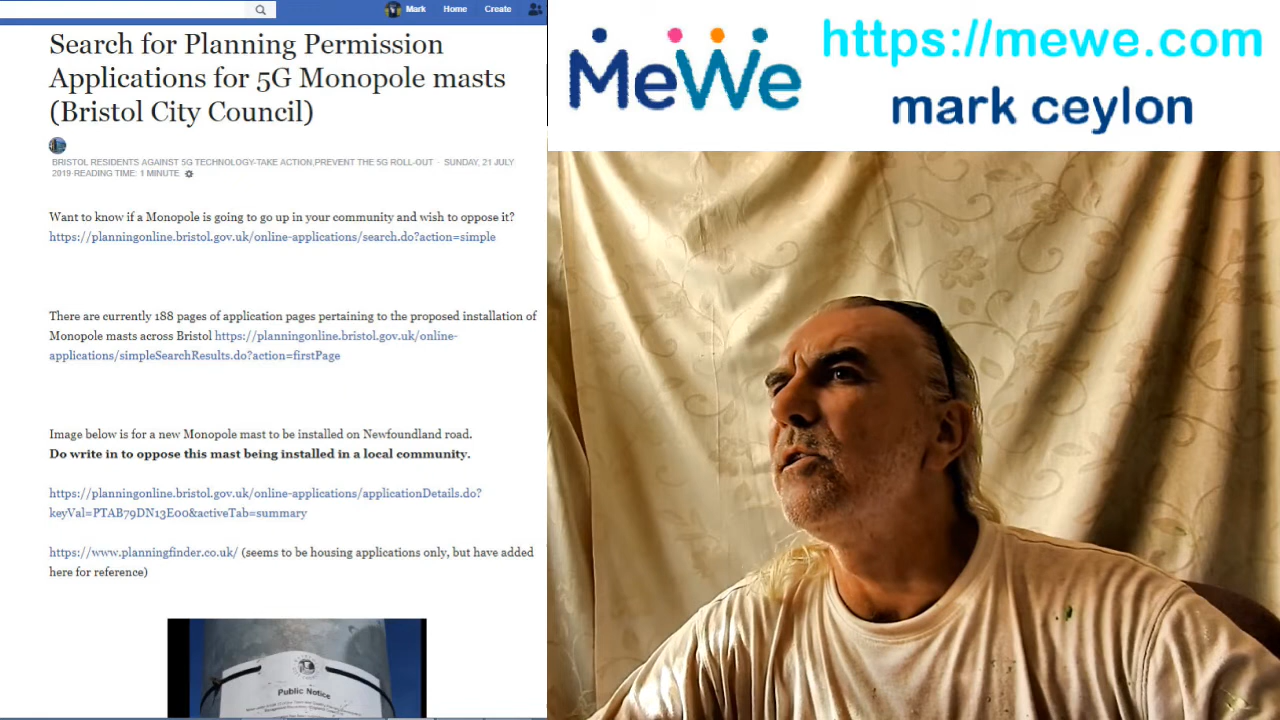 Mark Home Create
Search for Planning Permission
Applications for 5G Monopole masts
(Bristol City Council)
BRISTOL RESIDENTS AGAINST 5G TECHNOLOGY-TAKE ACTION,PREVENT THE 5G ROLL-OUT · SUNDAY, 21 JULY
2019·READING TIME: 1 MINUTE
Want to know if a Monopole is going to go up in your community and wish to oppose it?
https://planningonline.bristol.gov.uk/online-applications/search.do?action=simple
There are currently 188 pages of application pages pertaining to the proposed installation of
Monopole masts across Bristol https://planningonline.bristol.gov.uk/online-
applications/simpleSearchResults.do?action=firstPage
Image below is for a new Monopole mast to be installed on Newfoundland road.
Do write in to oppose this mast being installed in a local community.
https://planningonline.bristol.gov.uk/online-applications/applicationDetails.do?
keyVal=PTAB79DN13E00&activeTab=summary
https://www.planningfinder.co.uk/ (seems to be housing applications only, but have added
here for reference)
Public Notice
MeWe
https://mewe.com
mark ceylon